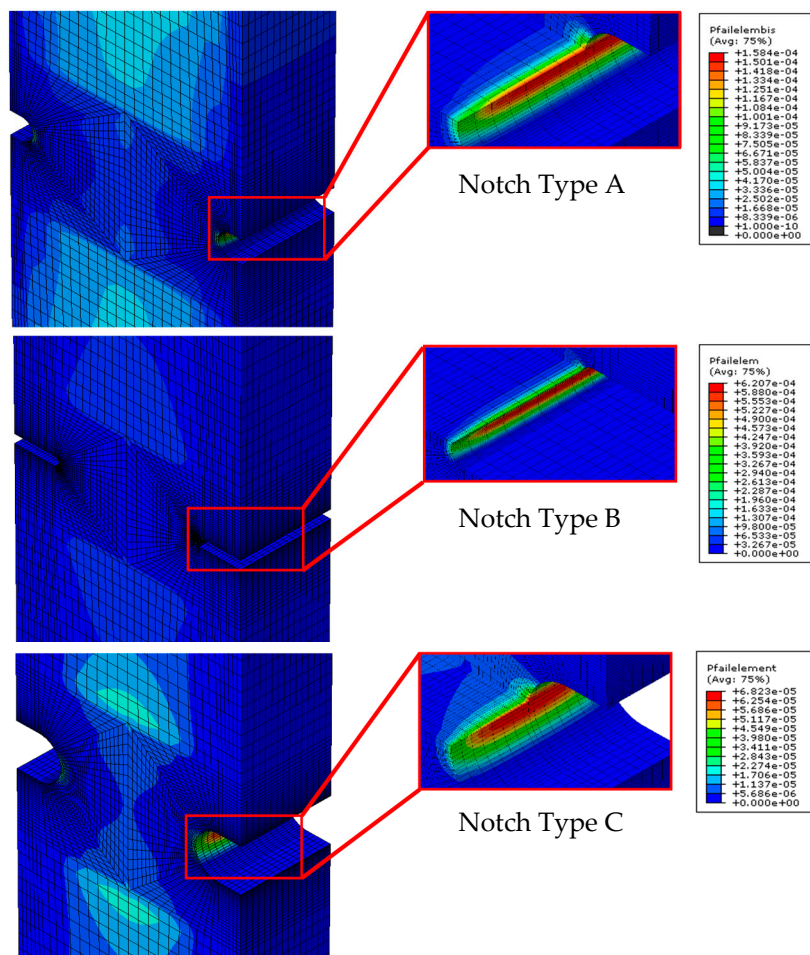 Pfailelembis
(Avg: 75%)
+1.584e-04
+1.501e-04
+1.418e-04
+1.334e-04
+1.251e-04
+1.167e-04
+1.084e-04
+1.001e-04
+9.173e-05
+8.339e-05
+7.505e-05
+6.671e-05
+5.837e-05
+5.004e-05
+4.170e-05
+3.336e-05
+2.502e-05
+1.668e-05
+8.339e-06
+1.000e-10
+0.000e+00
Notch Type A
Pfailelem
(Avg: 75%)
+6.207e-04
+5.880e-04
+5.553e-04
+5.227e-04
+4.900e-04
+4.573e-04
+4.247e-04
+3.920e-04
+3.593e-04
+3.267e-04
+2.940e-04
+2.613e-04
+2.287e-04
+1.960e-04
+1.633e-04
+1.307e-04
+9.800e-05
+6.533e-05
+3.267e-05
+0.000e+00
Notch Type B
Pfailelement
(Avg: 75%)
+6.823e-05
+6.254e-05
+5.686e-05
+5.117e-05
+4.549e-05
+3.980e-05
+3.411e-05
+2.843e-05
+2.274e-05
+1.706e-05
+1.137e-05
+5.686e-06
+0.000e+00
Notch Type C